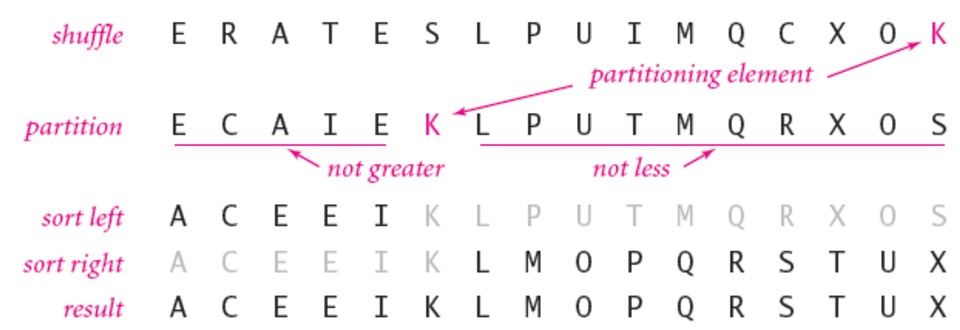 shuffle E R A T E S L P U I M Q C X O K
partitioning element
partition E C A I E K L P U T M Q R X O S
not greater not less
sort left A C E E I K L P U T M Q R X O S
sort right A C E E I K L M O P Q R S T U X
result A C E E I K L M O P Q R S T U X